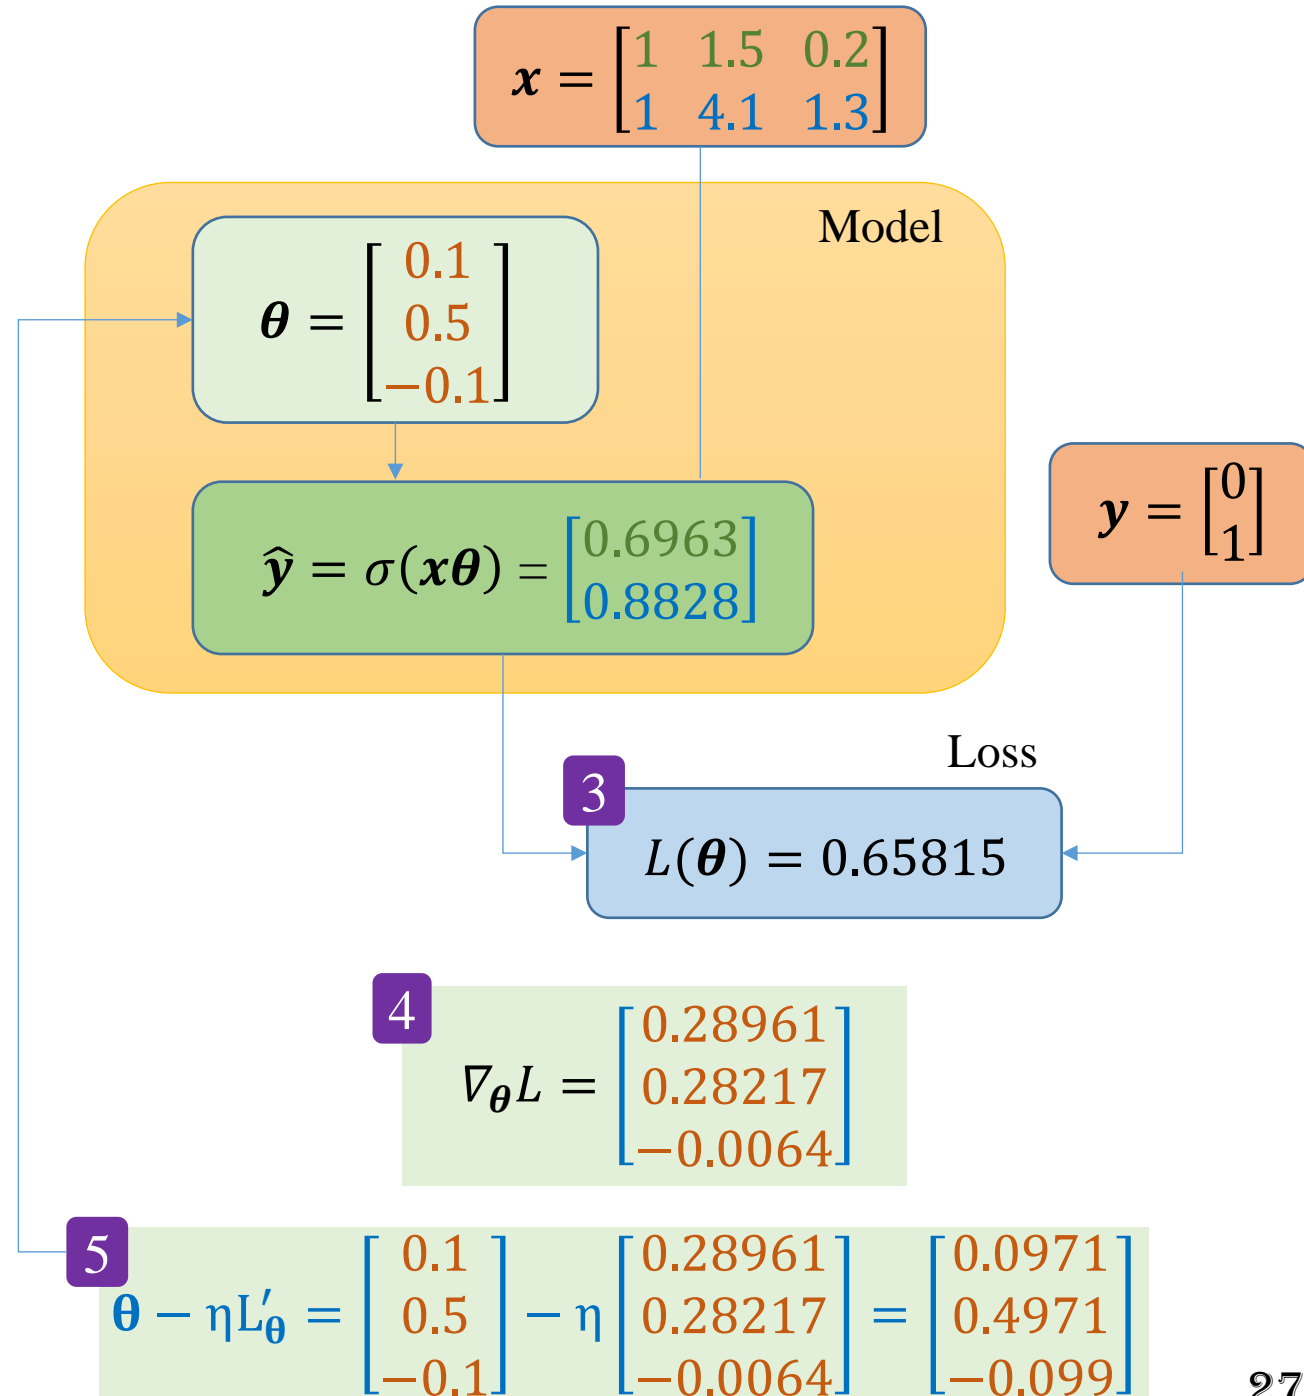 𝒙 = [1 1.5 0.2
1 4.1 1.3]
Model
𝜽 = [0.1
0.5
−0.1]
ŷ = σ(𝒙𝜽) = [0.6963
0.8828]
𝒚 = [0
1]
Loss
3
L(𝜽) = 0.65815
4
∇𝜽L = [0.28961
0.28217
−0.0064]
5
𝛉 − ηL′𝛉 = [0.1 0.5 −0.1] − η [0.28961 0.28217 −0.0064] = [0.0971 0.4971 −0.099]
27